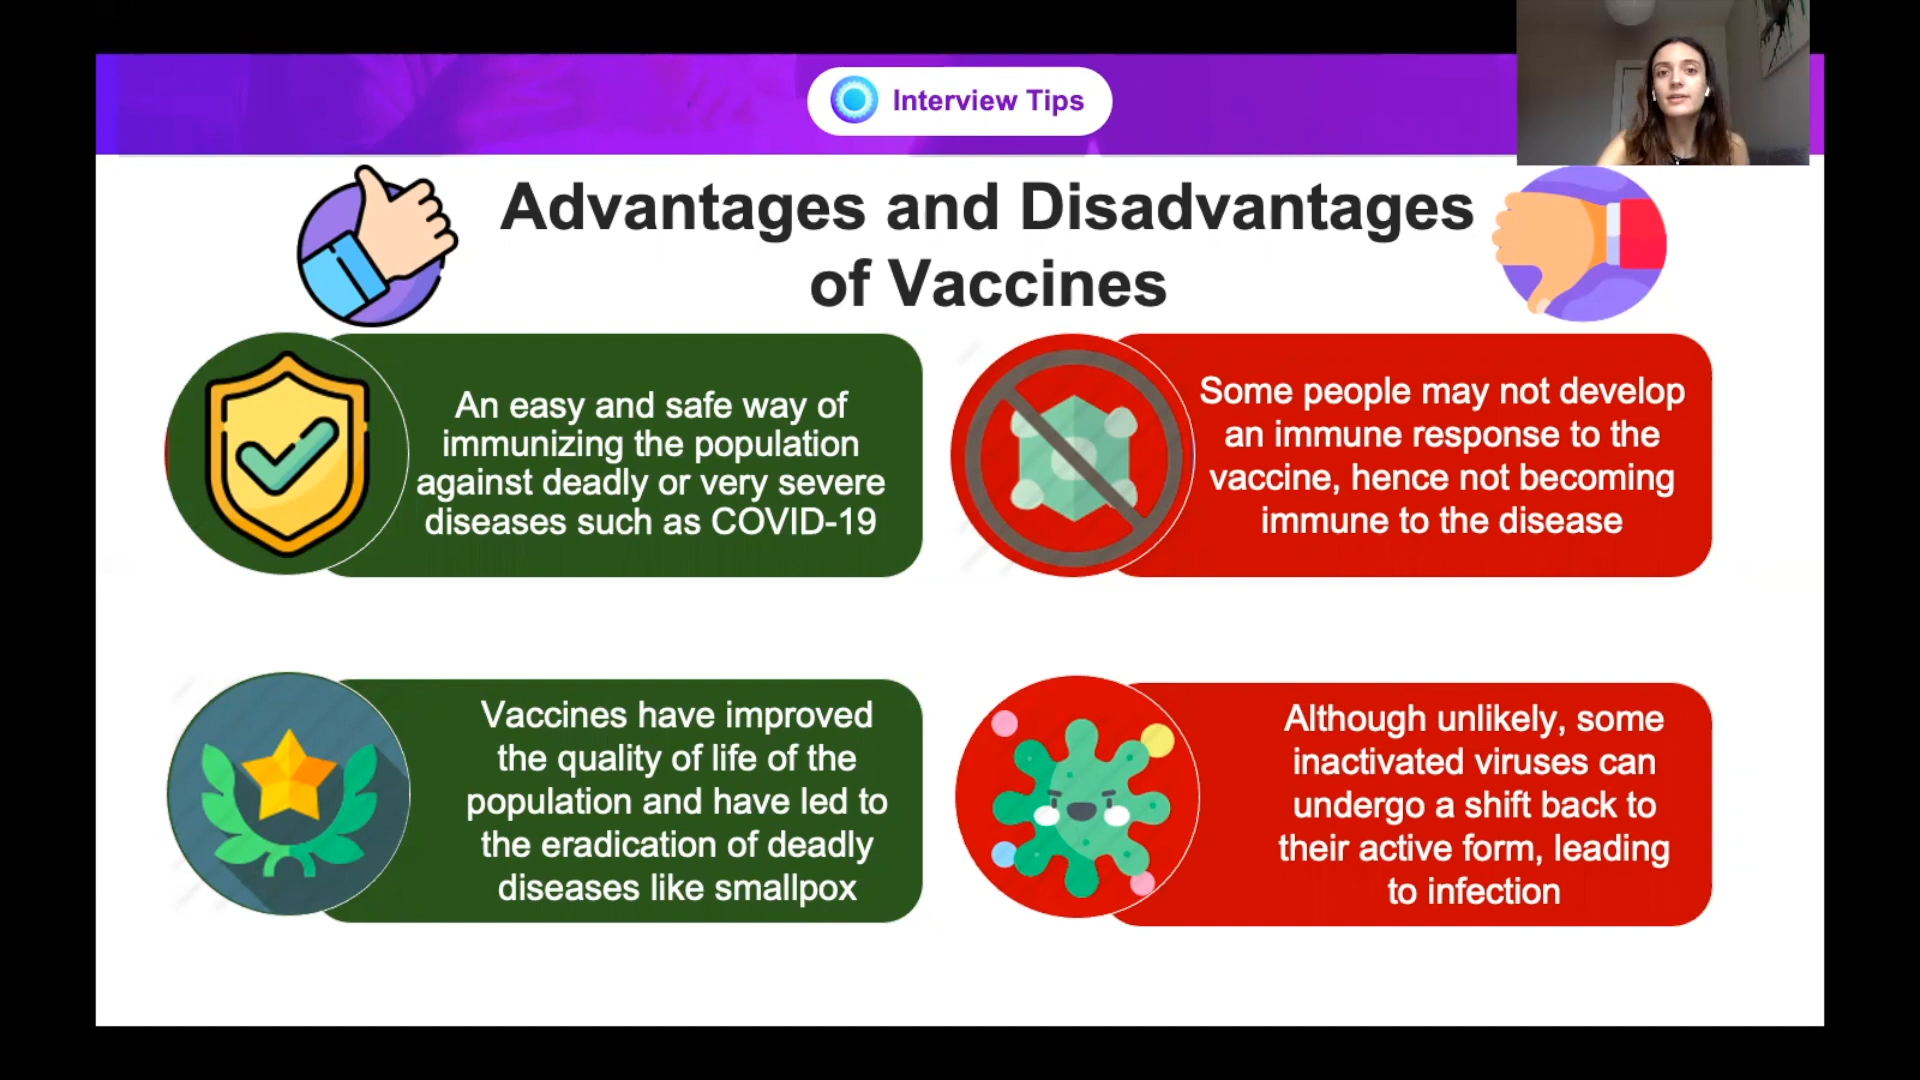 Interview Tips
Advantages and Disadvantages
of Vaccines
An easy and safe way of
immunizing the population
against deadly or very severe
diseases such as COVID-19
Some people may not develop
an immune response to the
vaccine, hence not becoming
immune to the disease
Vaccines have improved
the quality of life of the
population and have led to
the eradication of deadly
diseases like smallpox
Although unlikely, some
inactivated viruses can
undergo a shift back to
their active form, leading
to infection